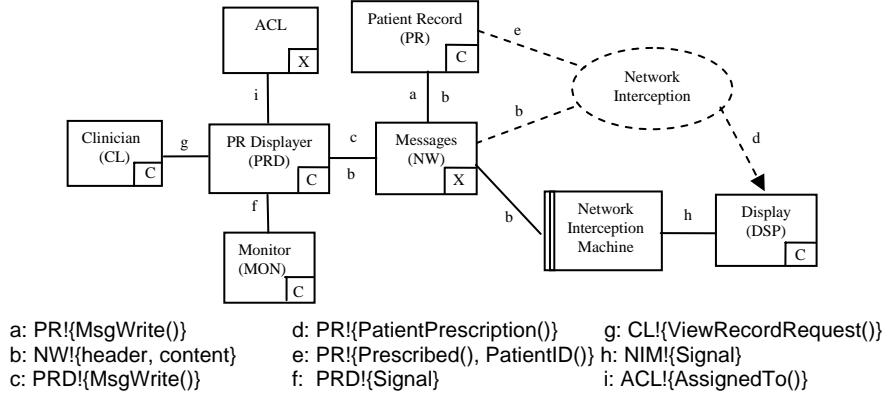 ACL
X
i
Patient Record
(PR)
C
e
Network
Interception
a b
b
d
Clinician
(CL)
C
g
PR Displayer
(PRD)
C
c
b
Messages
(NW)
X
b
f
Network
Interception
Machine
h
Display
(DSP)
C
Monitor
(MON)
C
a: PR!{MsgWrite()} d: PR!{PatientPrescription()} g: CL!{ViewRecordRequest()}
b: NW!{header, content} e: PR!{Prescribed(), PatientID()} h: NIM!{Signal}
c: PRD!{MsgWrite()} f: PRD!{Signal} i: ACL!{AssignedTo()}